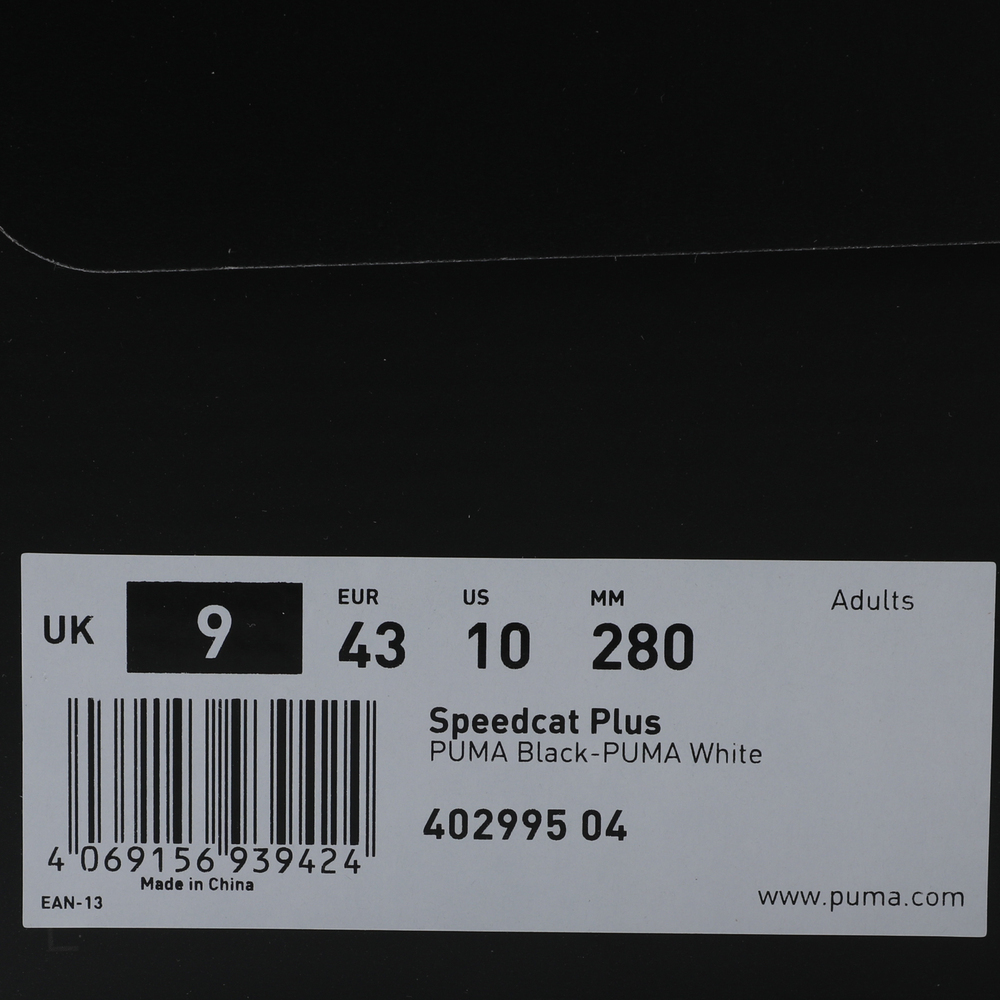 UK 9
EUR 43
US 10
MM 280
Adults
Speedcat Plus
PUMA Black-PUMA White
402995 04
4 069156 939424
Made in China
EAN-13
www.puma.com